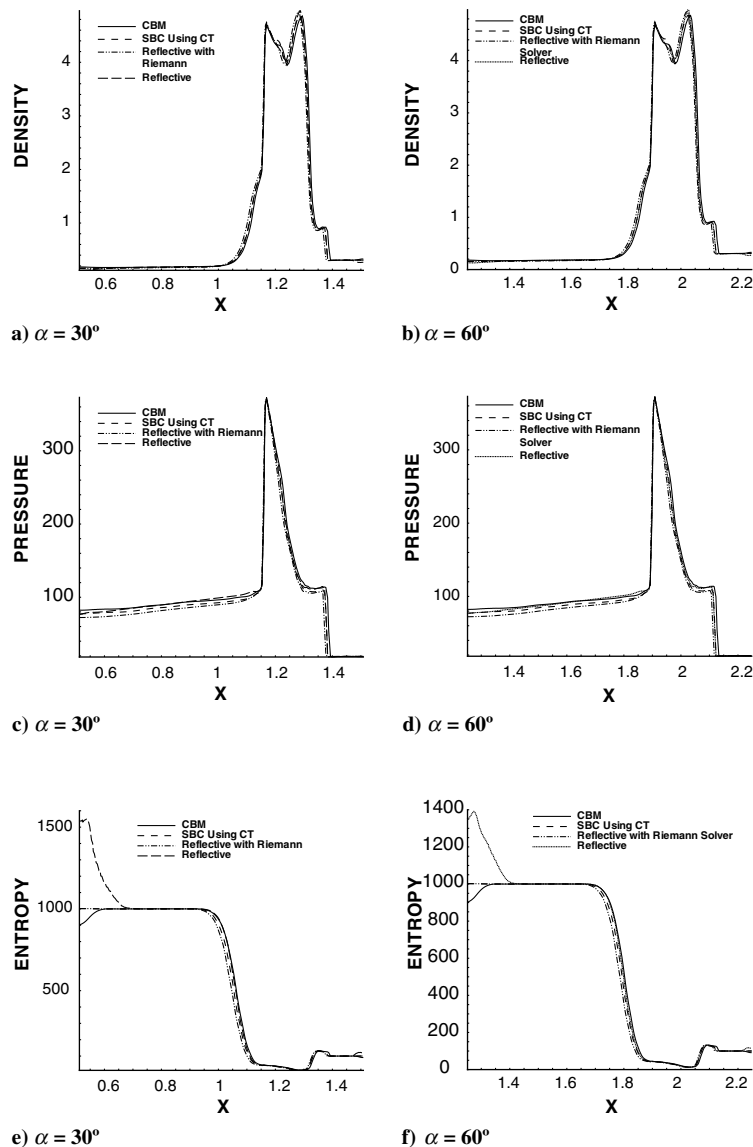 CBM
SBC Using CT
Reflective with
Riemann
Reflective
DENSITY
4
3
2
1
0.6
0.8
1
1.2
1.4
X
a) α = 30º
CBM
SBC Using CT
Reflective with Riemann
Solver
Reflective
DENSITY
4
3
2
1
0
1.4
1.6
1.8
2
2.2
X
b) α = 60º
CBM
SBC Using CT
Reflective with Riemann
Reflective
PRESSURE
300
200
100
0.6
0.8
1
1.2
1.4
X
c) α = 30º
CBM
SBC Using CT
Reflective with Riemann
Solver
Reflective
PRESSURE
300
200
100
1.4
1.6
1.8
2
2.2
X
d) α = 60º
CBM
SBC Using CT
Reflective with Riemann
Reflective
ENTROPY
1500
1000
500
0.6
0.8
1
1.2
1.4
X
e) α = 30º
CBM
SBC Using CT
Reflective with Riemann Solver
Reflective
ENTROPY
1400
1200
1000
800
600
400
200
0
1.4
1.6
1.8
2
2.2
X
f) α = 60º